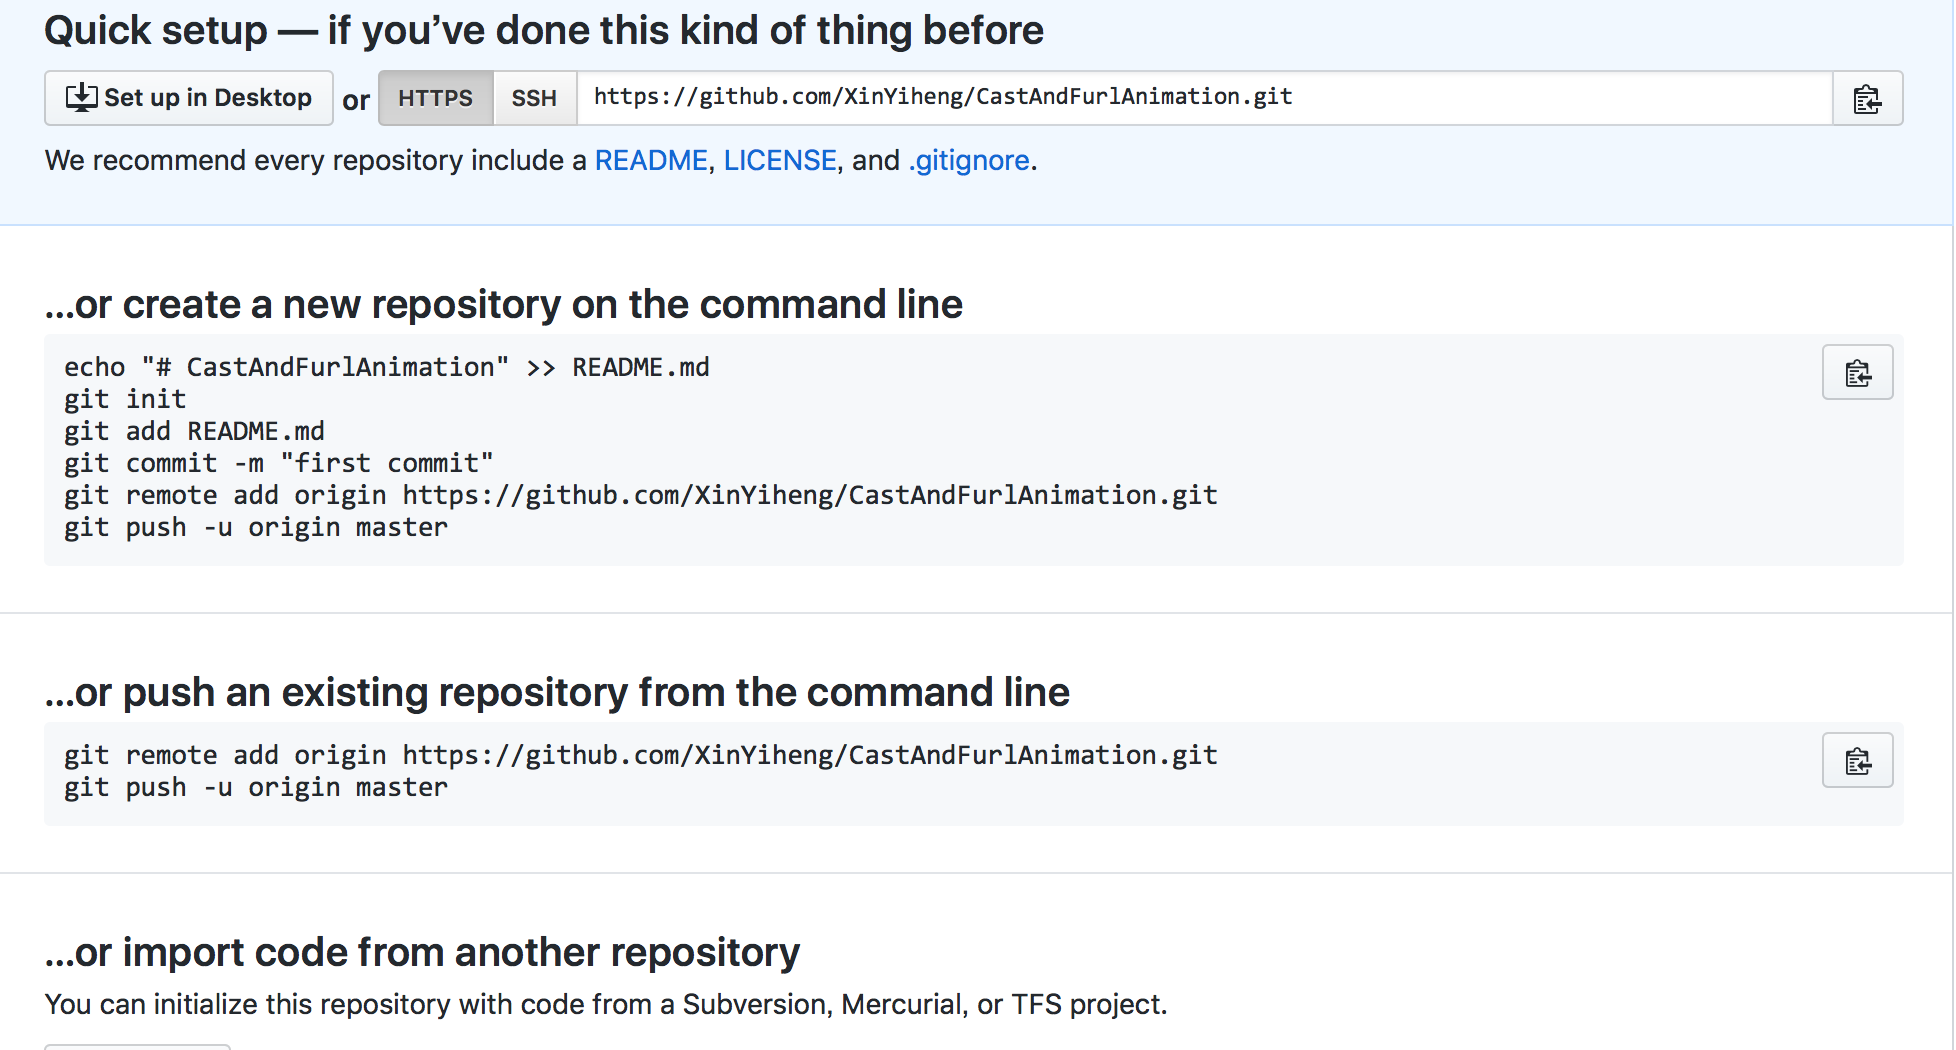 Quick setup — if you’ve done this kind of thing before
Set up in Desktop or HTTPS SSH https://github.com/XinYiheng/CastAndFurlAnimation.git
We recommend every repository include a README, LICENSE, and .gitignore.
…or create a new repository on the command line
echo "# CastAndFurlAnimation" >> README.md
git init
git add README.md
git commit -m "first commit"
git remote add origin https://github.com/XinYiheng/CastAndFurlAnimation.git
git push -u origin master
…or push an existing repository from the command line
git remote add origin https://github.com/XinYiheng/CastAndFurlAnimation.git
git push -u origin master
…or import code from another repository
You can initialize this repository with code from a Subversion, Mercurial, or TFS project.